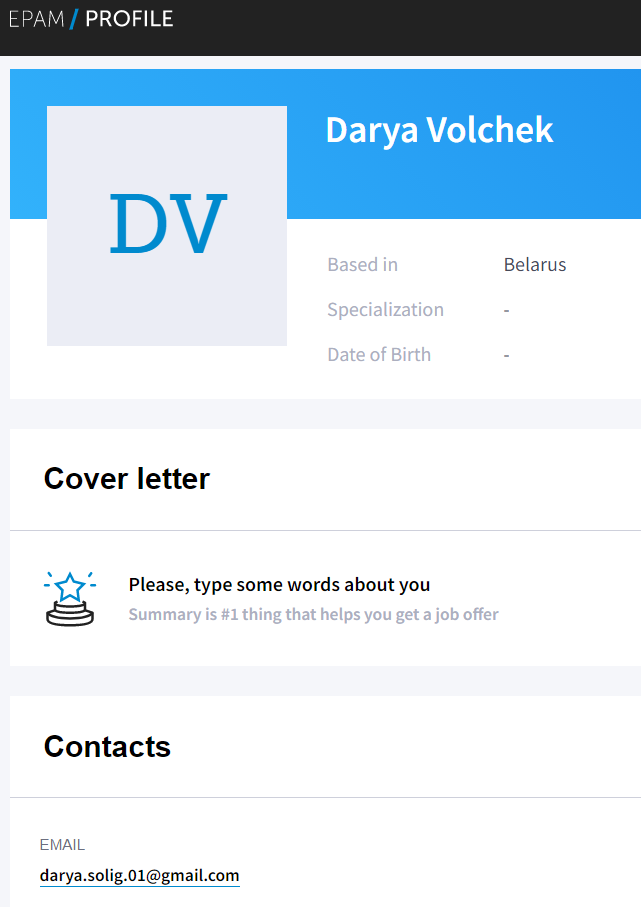 EPAM / PROFILE
DV
Darya Volchek
Based in Belarus
Specialization -
Date of Birth -
Cover letter
Please, type some words about you
Summary is #1 thing that helps you get a job offer
Contacts
EMAIL
darya.solig.01@gmail.com